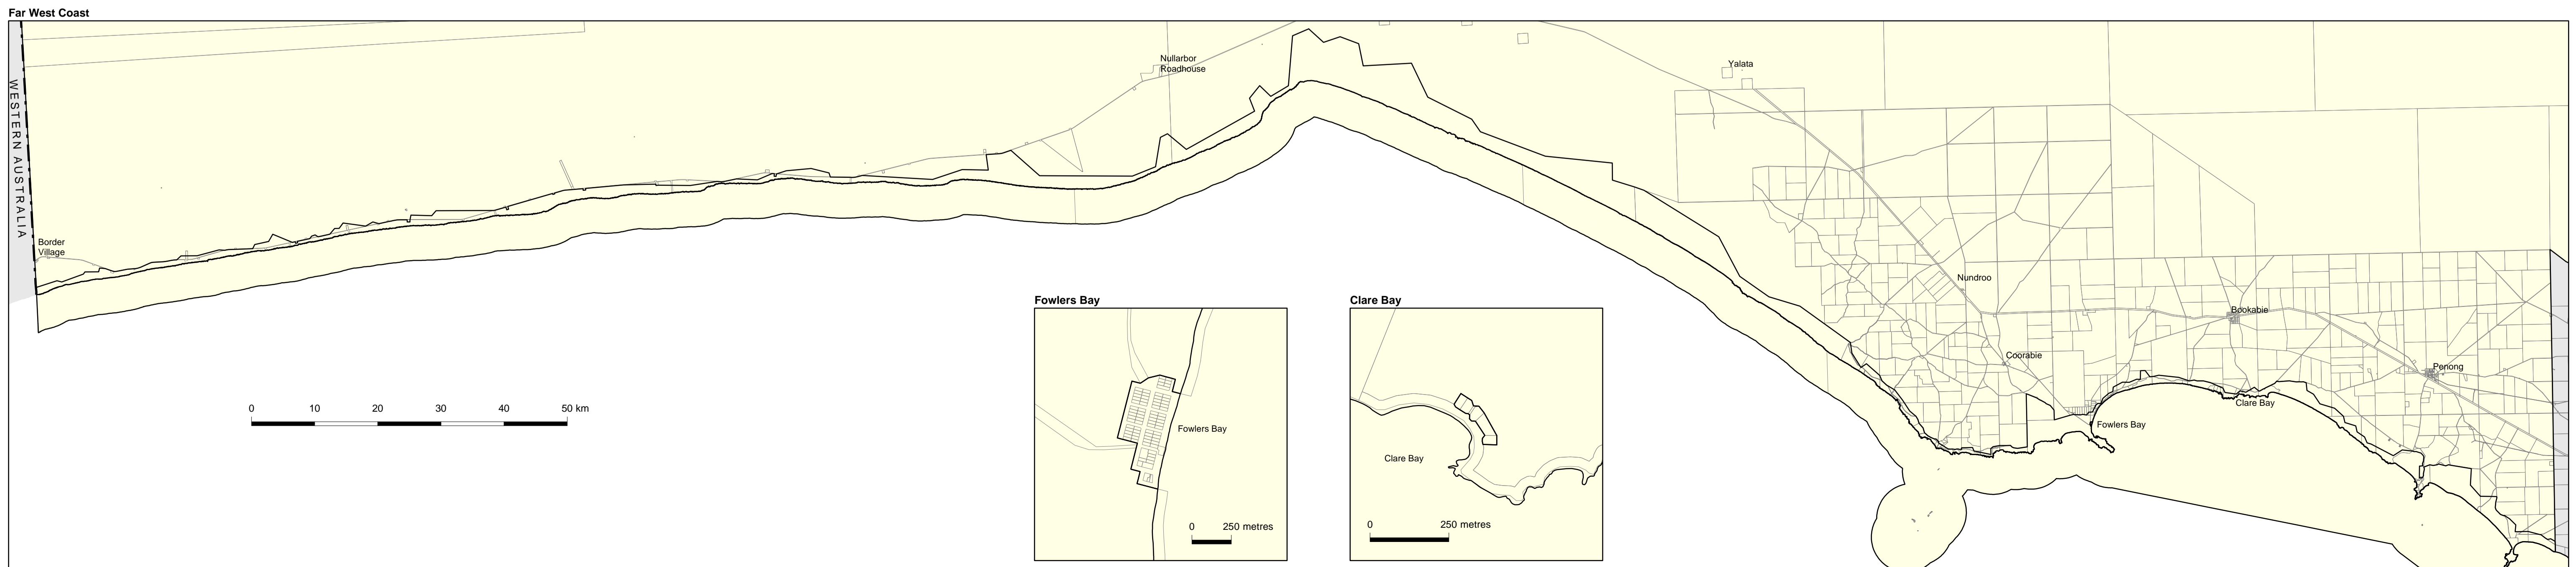 Far West Coast
WESTERN AUSTRALIA
Nullarbor
Roadhouse
Yalata
Border
Village
Nundroo
Bookabie
Coorabie
Penong
Clare Bay
Fowlers Bay
0 10 20 30 40 50 km
Fowlers Bay
Fowlers Bay
0 250 metres
Clare Bay
Clare Bay
0 250 metres